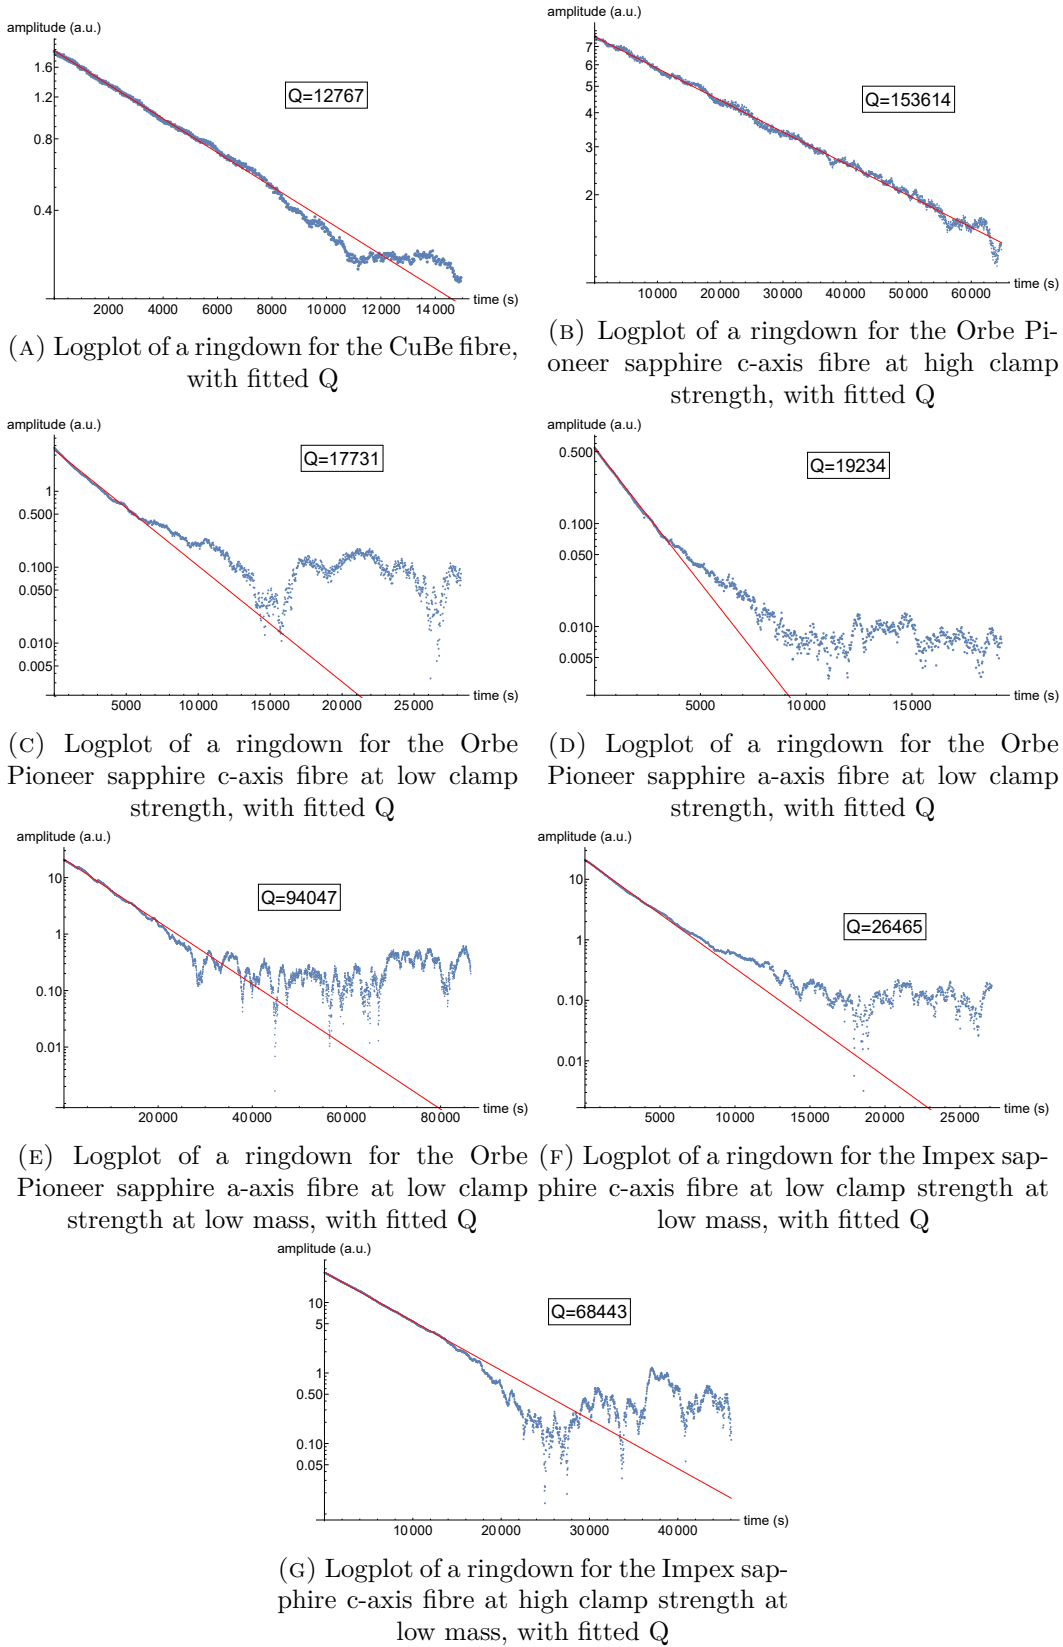 amplitude (a.u.)
1.6
1.2
0.8
0.4
Q=12767
2000 4000 6000 8000 10000 12000 14000
time (s)
(A) Logplot of a ringdown for the CuBe fibre,
with fitted Q
amplitude (a.u.)
7
6
5
4
3
2
Q=153614
10000 20000 30000 40000 50000 60000
time (s)
(B) Logplot of a ringdown for the Orbe Pi-
oneer sapphire c-axis fibre at high clamp
strength, with fitted Q
amplitude (a.u.)
1
0.500
0.100
0.050
0.010
0.005
Q=17731
5000 10000 15000 20000 25000
time (s)
(C) Logplot of a ringdown for the Orbe
Pioneer sapphire c-axis fibre at low clamp
strength, with fitted Q
amplitude (a.u.)
0.500
0.100
0.050
0.010
0.005
Q=19234
5000 10000 15000
time (s)
(D) Logplot of a ringdown for the Orbe
Pioneer sapphire a-axis fibre at low clamp
strength, with fitted Q
amplitude (a.u.)
10
1
0.10
0.01
Q=94047
20000 40000 60000 80000
time (s)
(E) Logplot of a ringdown for the Orbe
Pioneer sapphire a-axis fibre at low clamp
strength at low mass, with fitted Q
amplitude (a.u.)
10
1
0.10
0.01
Q=26465
5000 10000 15000 20000 25000
time (s)
(F) Logplot of a ringdown for the Impex sap-
phire c-axis fibre at low clamp strength at
low mass, with fitted Q
amplitude (a.u.)
10
5
1
0.50
0.10
0.05
Q=68443
10000 20000 30000 40000
time (s)
(G) Logplot of a ringdown for the Impex sap-
phire c-axis fibre at high clamp strength at
low mass, with fitted Q